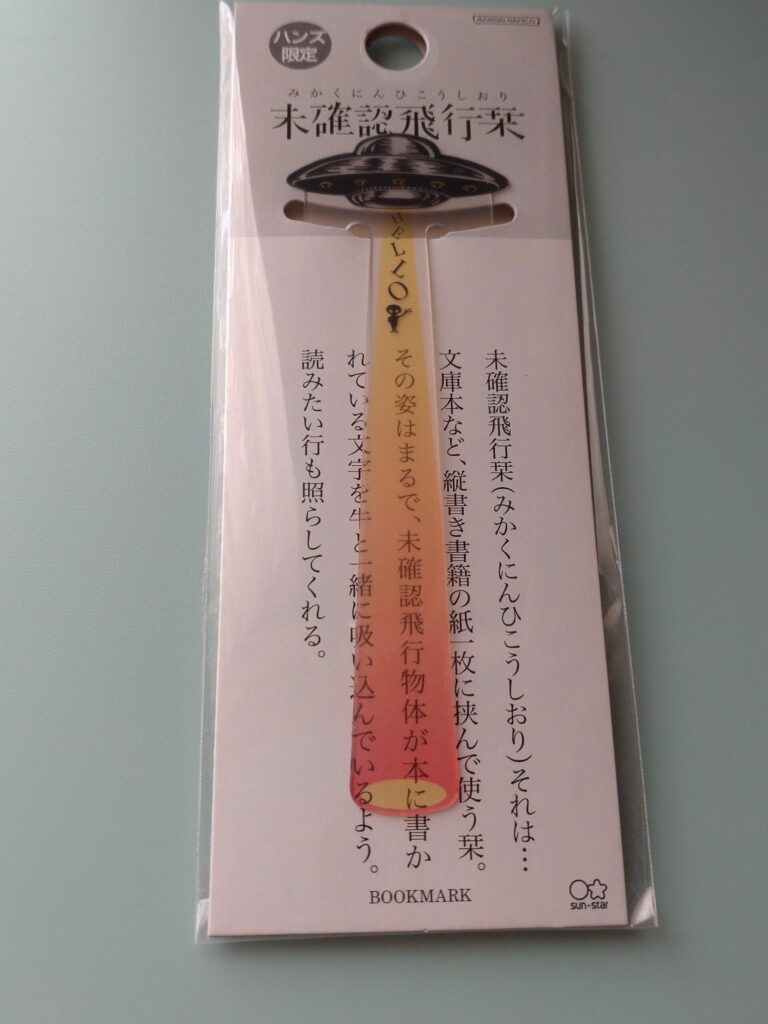 ハンズ
限定
BANDAI NAMCO
みかくにんひこうしおり
未確認飛行栞
HELLO
未確認飛行栞(みかくにんひこうしおり)それは…
文庫本など、縦書き書籍の紙一枚に挟んで使う栞。
その姿はまるで、未確認飛行物体が本に書か
れている文字を牛と一緒に吸い込んでいるよう。
読みたい行も照らしてくれる。
BOOKMARK
sun-star